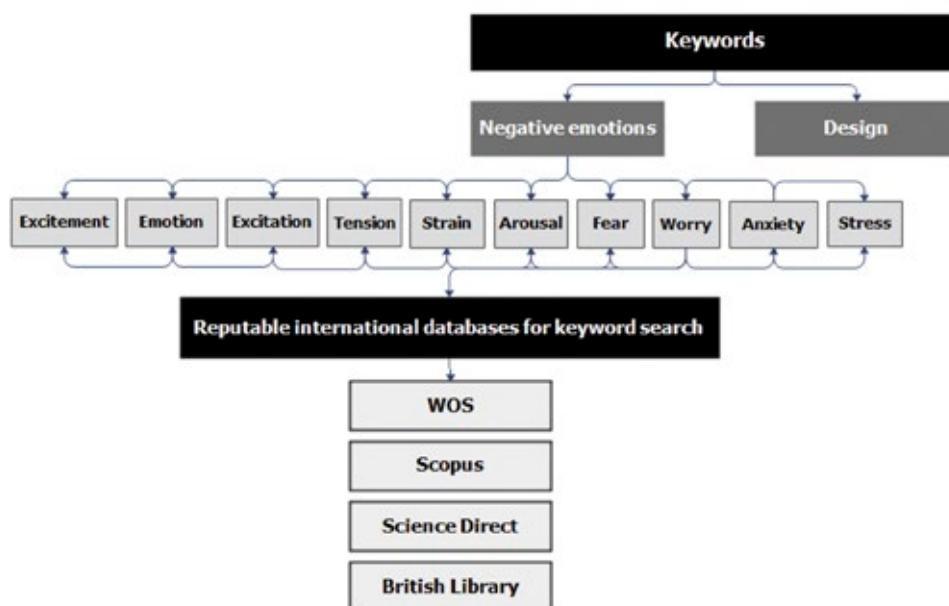 Keywords
Negative emotions
Design
Excitement
Emotion
Excitation
Tension
Strain
Arousal
Fear
Worry
Anxiety
Stress
Reputable international databases for keyword search
WOS
Scopus
Science Direct
British Library